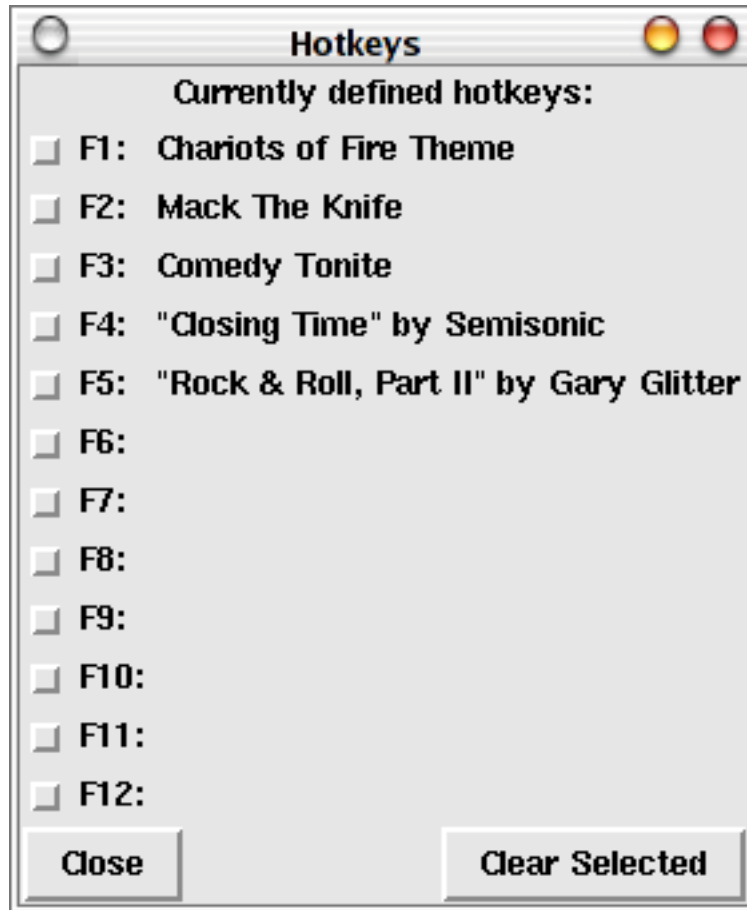 Hotkeys
Currently defined hotkeys:
F1: Chariots of Fire Theme
F2: Mack The Knife
F3: Comedy Tonite
F4: "Closing Time" by Semisonic
F5: "Rock & Roll, Part II" by Gary Glitter
F6:
F7:
F8:
F9:
F10:
F11:
F12:
Close Clear Selected